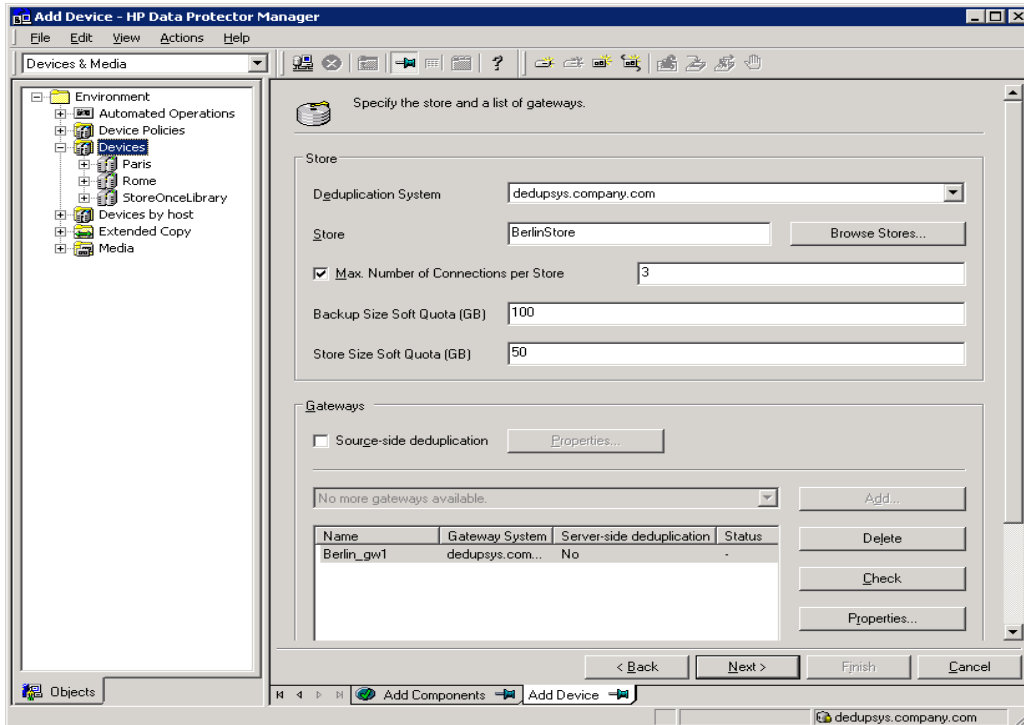 Add Device - HP Data Protector Manager
File Edit View Actions Help
Devices & Media
Environment
Automated Operations
Device Policies
Devices
Paris
Rome
StoreOnceLibrary
Devices by host
Extended Copy
Media
Objects
Specify the store and a list of gateways.
Store
Deduplication System dedupsys.company.com
Store BerlinStore Browse Stores...
Max. Number of Connections per Store 3
Backup Size Soft Quota (GB) 100
Store Size Soft Quota (GB) 50
Gateways
Source-side deduplication Properties...
No more gateways available. Add...
Name Gateway System Server-side deduplication Status
Berlin_gw1 dedupsys.com... No -
Delete
Check
Properties...
< Back Next > Finish Cancel
Add Components Add Device
dedupsys.company.com